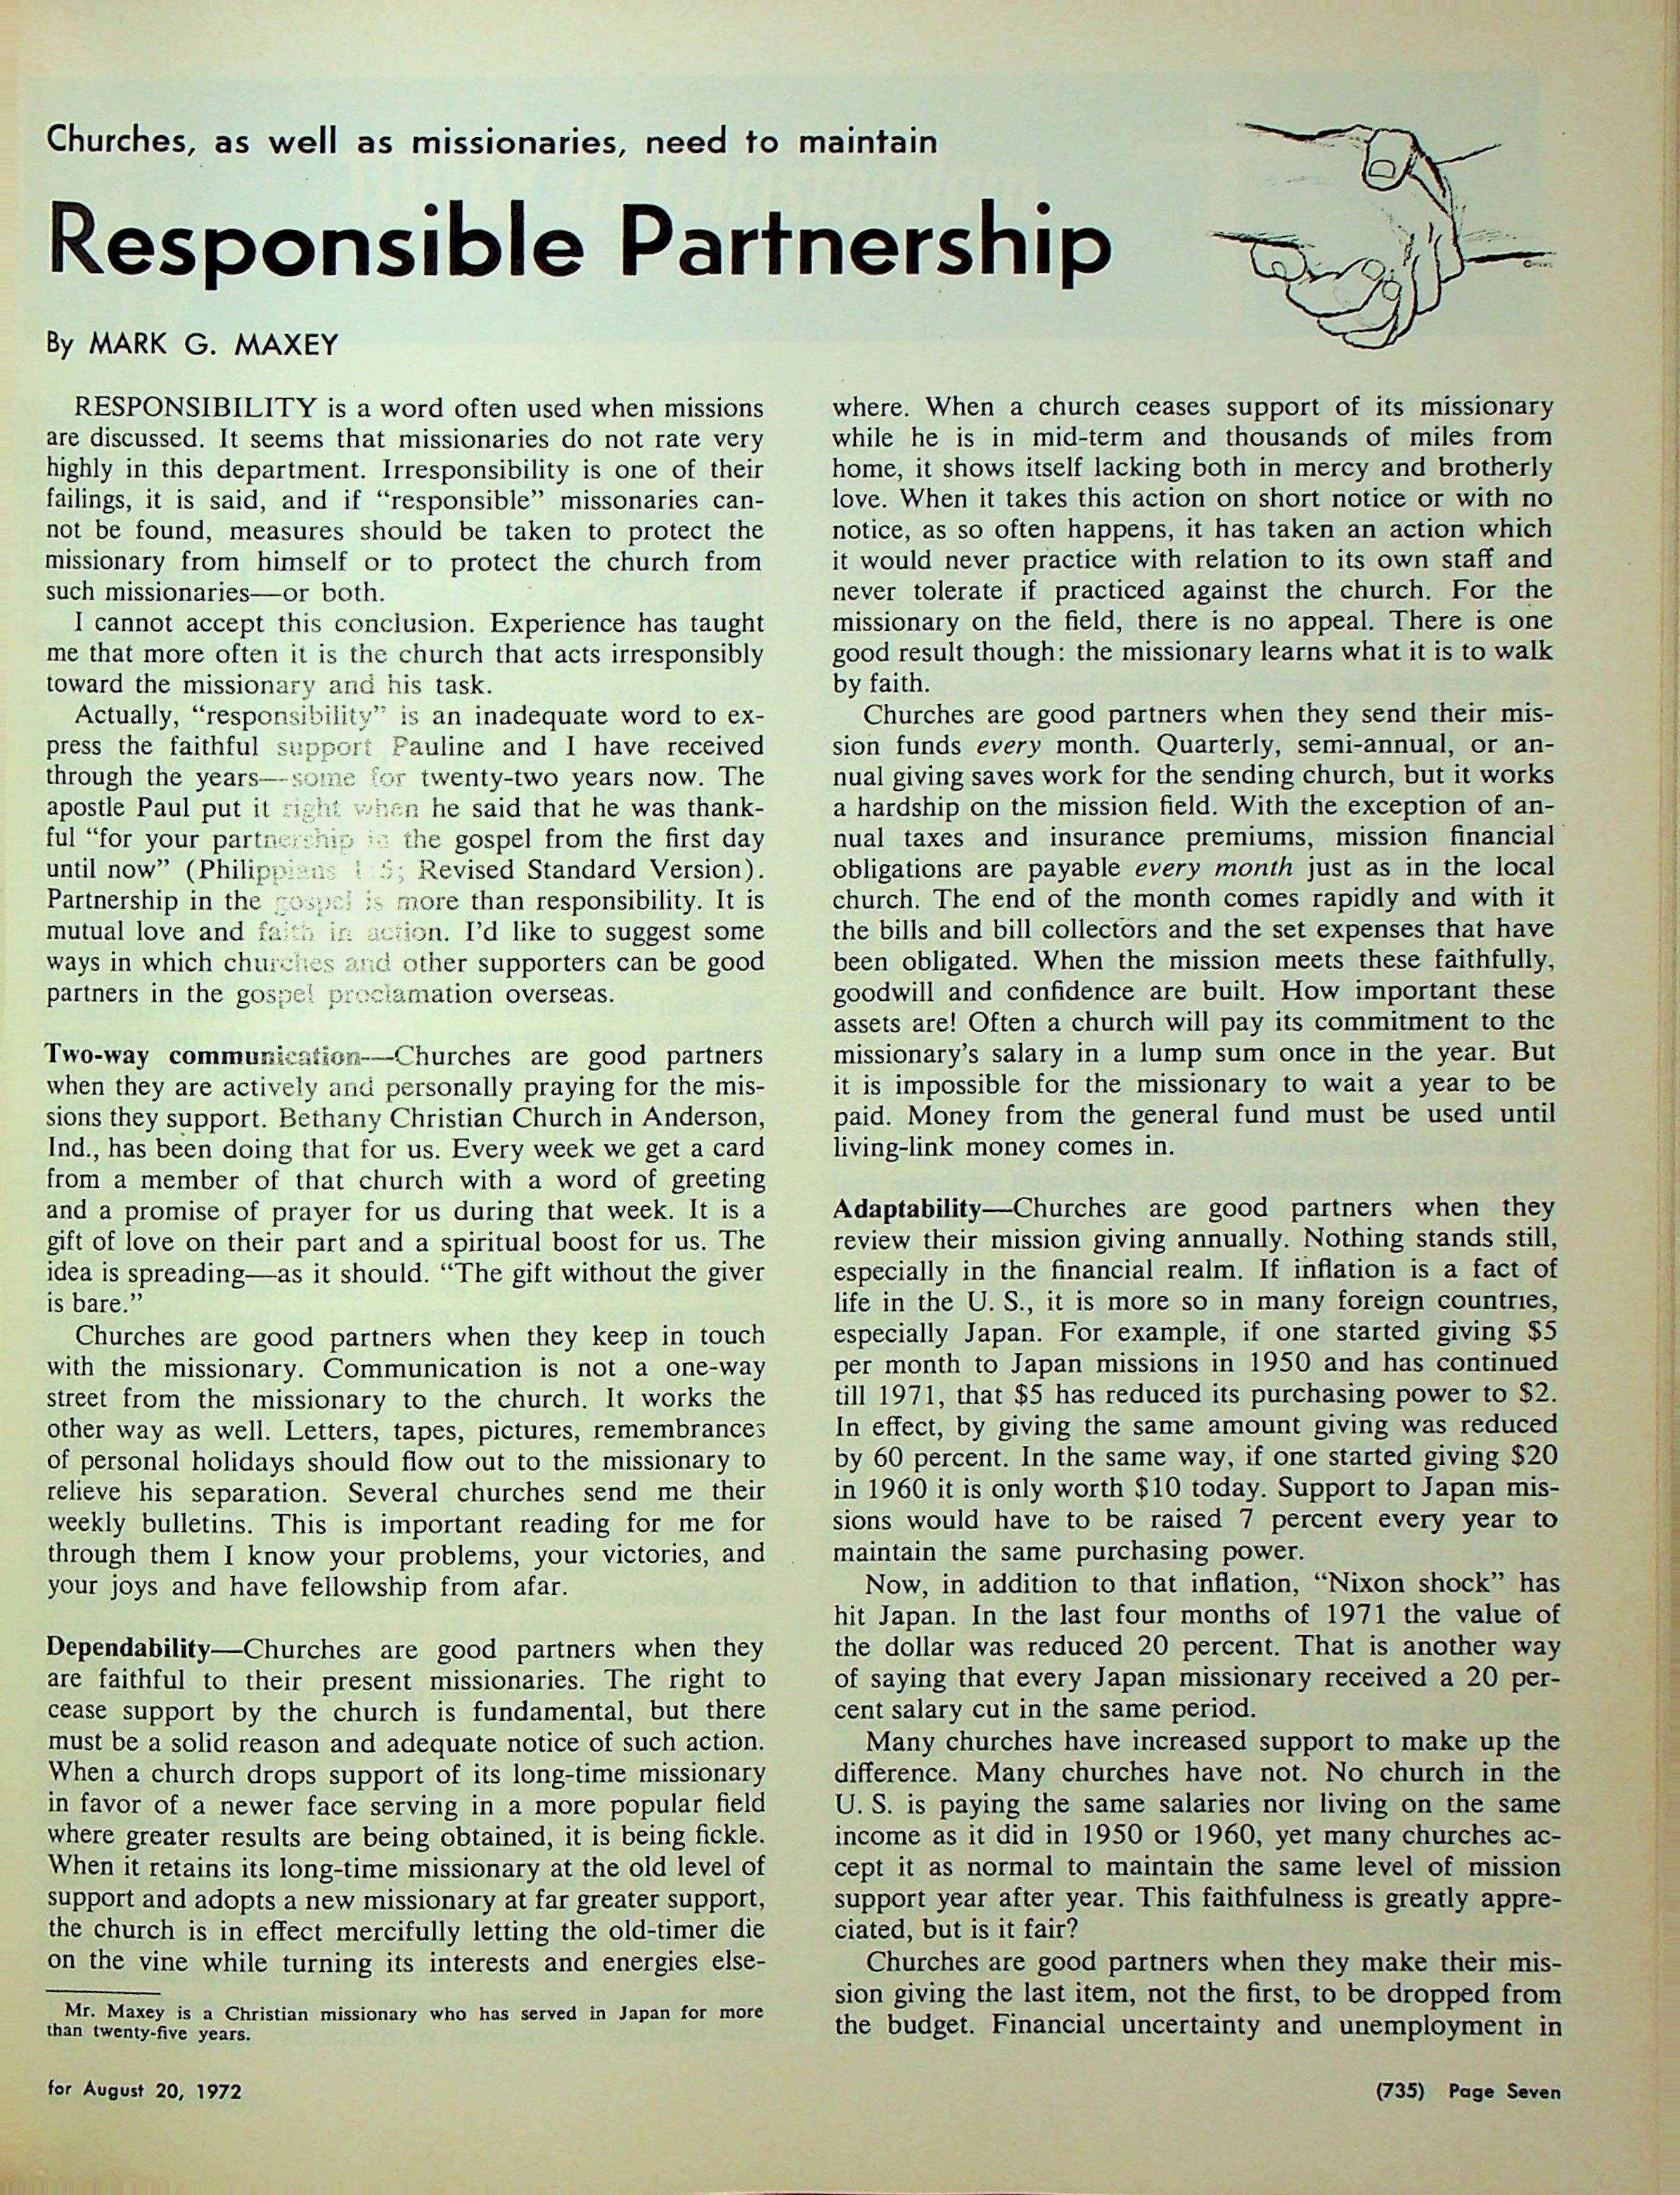 Churches, as well as missionaries, need to maintain
Responsible Partnership
By MARK G. MAXEY
RESPONSIBILITY is a word often used when missions
are discussed. It seems that missionaries do not rate very
highly in this department. Irresponsibility is one of their
failings, it is said, and if “responsible” missonaries can-
not be found, measures should be taken to protect the
missionary from himself or to protect the church from
such missionaries—or both.
I cannot accept this conclusion. Experience has taught
me that more often it is the church that acts irresponsibly
toward the missionary and his task.
Actually, “responsibility” is an inadequate word to ex-
press the faithful support Pauline and I have received
through the years—some for twenty-two years now. The
apostle Paul put it right when he said that he was thank-
ful “for your partnership in the gospel from the first day
until now” (Philippians 1:5; Revised Standard Version).
Partnership in the gospel is more than responsibility. It is
mutual love and faith in action. I’d like to suggest some
ways in which churches and other supporters can be good
partners in the gospel proclamation overseas.
Two-way communication—Churches are good partners
when they are actively and personally praying for the mis-
sions they support. Bethany Christian Church in Anderson,
Ind., has been doing that for us. Every week we get a card
from a member of that church with a word of greeting
and a promise of prayer for us during that week. It is a
gift of love on their part and a spiritual boost for us. The
idea is spreading—as it should. “The gift without the giver
is bare.”
Churches are good partners when they keep in touch
with the missionary. Communication is not a one-way
street from the missionary to the church. It works the
other way as well. Letters, tapes, pictures, remembrances
of personal holidays should flow out to the missionary to
relieve his separation. Several churches send me their
weekly bulletins. This is important reading for me for
through them I know your problems, your victories, and
your joys and have fellowship from afar.
Dependability—Churches are good partners when they
are faithful to their present missionaries. The right to
cease support by the church is fundamental, but there
must be a solid reason and adequate notice of such action.
When a church drops support of its long-time missionary
in favor of a newer face serving in a more popular field
where greater results are being obtained, it is being fickle.
When it retains its long-time missionary at the old level of
support and adopts a new missionary at far greater support,
the church is in effect mercifully letting the old-timer die
on the vine while turning its interests and energies else-
Mr. Maxey is a Christian missionary who has served in Japan for more
than twenty-five years.
where. When a church ceases support of its missionary
while he is in mid-term and thousands of miles from
home, it shows itself lacking both in mercy and brotherly
love. When it takes this action on short notice or with no
notice, as so often happens, it has taken an action which
it would never practice with relation to its own staff and
never tolerate if practiced against the church. For the
missionary on the field, there is no appeal. There is one
good result though: the missionary learns what it is to walk
by faith.
Churches are good partners when they send their mis-
sion funds every month. Quarterly, semi-annual, or an-
nual giving saves work for the sending church, but it works
a hardship on the mission field. With the exception of an-
nual taxes and insurance premiums, mission financial
obligations are payable every month just as in the local
church. The end of the month comes rapidly and with it
the bills and bill collectors and the set expenses that have
been obligated. When the mission meets these faithfully,
goodwill and confidence are built. How important these
assets are! Often a church will pay its commitment to the
missionary’s salary in a lump sum once in the year. But
it is impossible for the missionary to wait a year to be
paid. Money from the general fund must be used until
living-link money comes in.
Adaptability—Churches are good partners when they
review their mission giving annually. Nothing stands still,
especially in the financial realm. If inflation is a fact of
life in the U. S., it is more so in many foreign countries,
especially Japan. For example, if one started giving $5
per month to Japan missions in 1950 and has continued
till 1971, that $5 has reduced its purchasing power to $2.
In effect, by giving the same amount giving was reduced
by 60 percent. In the same way, if one started giving $20
in 1960 it is only worth $10 today. Support to Japan mis-
sions would have to be raised 7 percent every year to
maintain the same purchasing power.
Now, in addition to that inflation, “Nixon shock” has
hit Japan. In the last four months of 1971 the value of
the dollar was reduced 20 percent. That is another way
of saying that every Japan missionary received a 20 per-
cent salary cut in the same period.
Many churches have increased support to make up the
difference. Many churches have not. No church in the
U. S. is paying the same salaries nor living on the same
income as it did in 1950 or 1960, yet many churches ac-
cept it as normal to maintain the same level of mission
support year after year. This faithfulness is greatly appre-
ciated, but is it fair?
Churches are good partners when they make their mis-
sion giving the last item, not the first, to be dropped from
the budget. Financial uncertainty and unemployment in
for August 20, 1972
(735) Page Seven